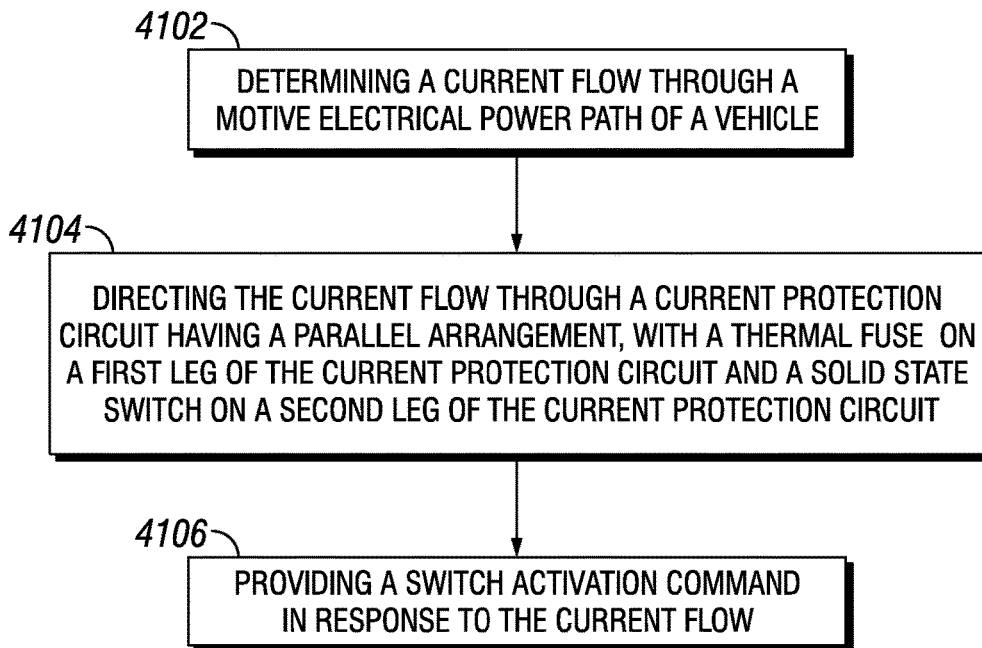 4102
DETERMINING A CURRENT FLOW THROUGH A
MOTIVE ELECTRICAL POWER PATH OF A VEHICLE
4104
DIRECTING THE CURRENT FLOW THROUGH A CURRENT PROTECTION
CIRCUIT HAVING A PARALLEL ARRANGEMENT, WITH A THERMAL FUSE ON
A FIRST LEG OF THE CURRENT PROTECTION CIRCUIT AND A SOLID STATE
SWITCH ON A SECOND LEG OF THE CURRENT PROTECTION CIRCUIT
4106
PROVIDING A SWITCH ACTIVATION COMMAND
IN RESPONSE TO THE CURRENT FLOW